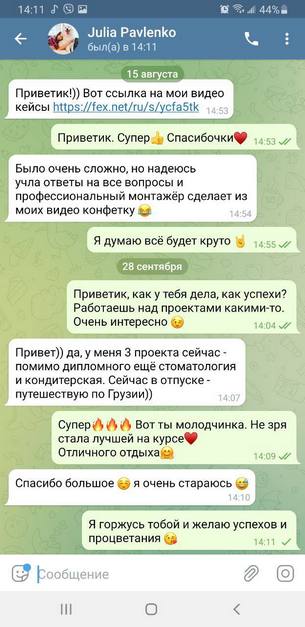 14:11
44%
Julia Pavlenko
был(а) в 14:11
15 августа
Приветик!)) Вот ссылка на мои видео
кейсы https://fex.net/ru/s/ycfa5tk
14:53
Приветик. Супер👍 Спасибочки❤️
14:53
Было очень сложно, но надеюсь
учла ответы на все вопросы и
профессиональный монтажёр сделает из
моих видео конфетку 😂
14:54
Я думаю всё будет круто 🤘
14:55
28 сентября
Приветик, как у тебя дела, как успехи?
Работаешь над проектами какими-то.
Очень интересно 😉
14:04
Привет)) да, у меня 3 проекта сейчас -
помимо дипломного ещё стоматология
и кондитерская. Сейчас в отпуске -
путешествую по Грузии))
14:07
Супер🔥🔥🔥 Вот ты молодчинка. Не зря
стала лучшей на курсе❤️
Отличного отдыха🤗
14:09
Спасибо большое ☺️ я очень стараюсь 😅
14:10
Я горжусь тобой и желаю успехов и
процветания 😘
14:11
Сообщение